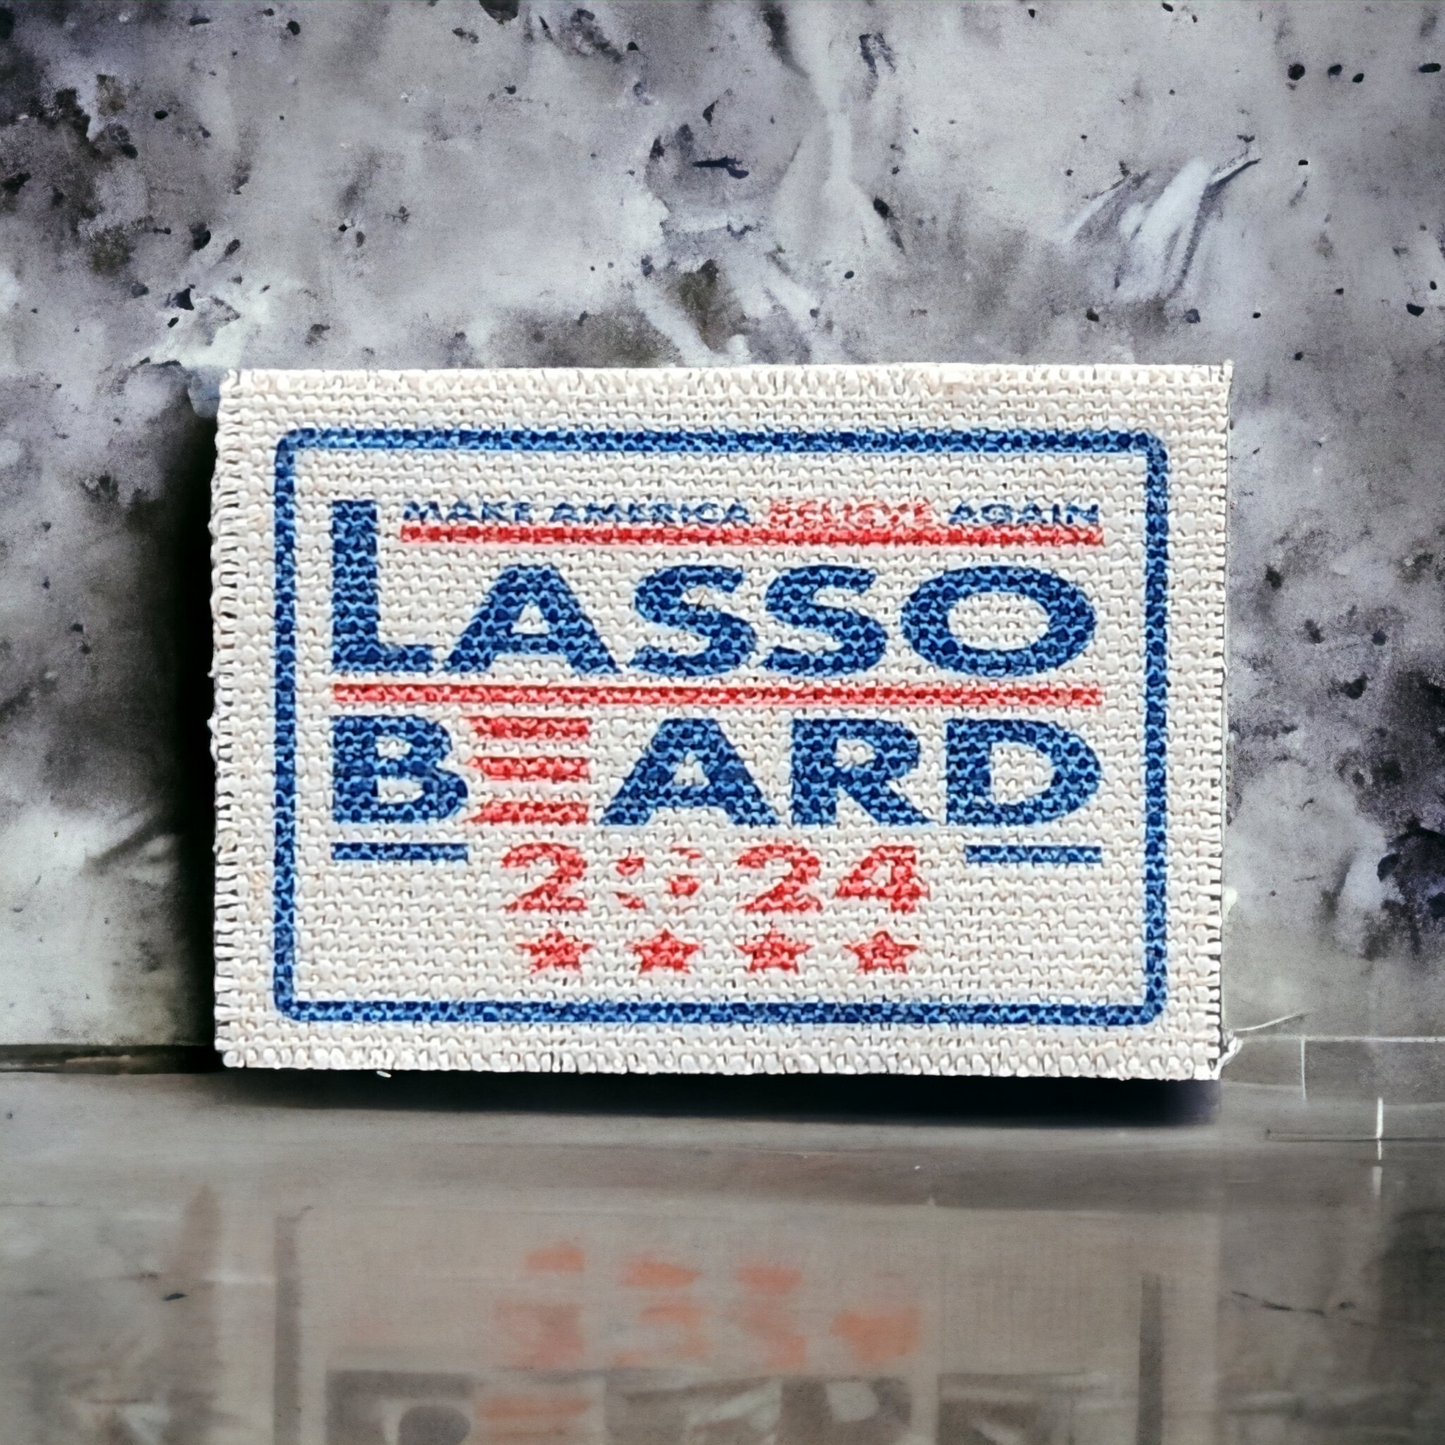 MAKE AMERICA BELIEVE AGAIN
LASSO
BEARD
2024